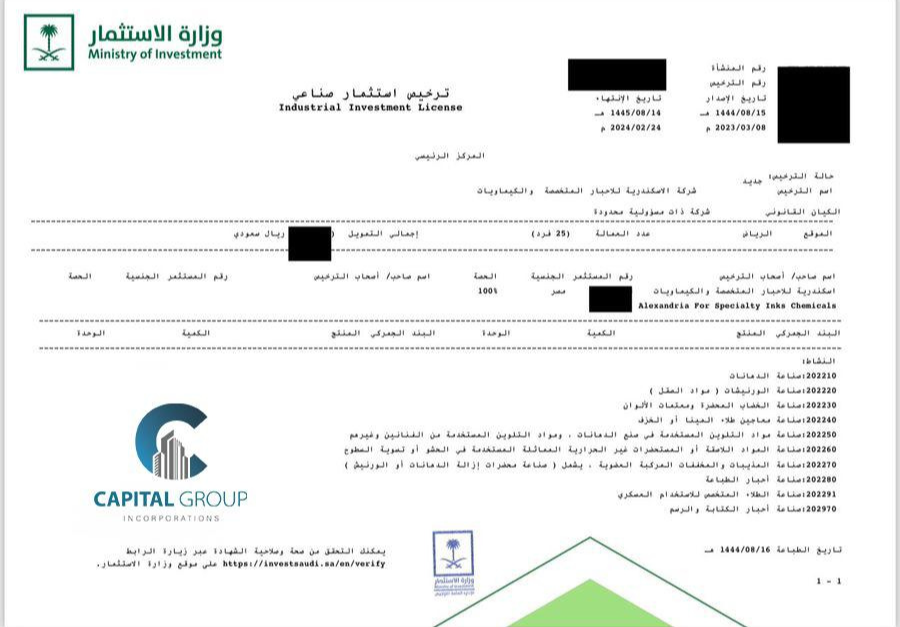 وزارة الاستثمار
Ministry of Investment
ترخيص استثمار صناعي
Industrial Investment License
رقم المنشأة
رقم الترخيص
تاريخ الإصدار تاريخ الإنتهاء
1444/08/15 هـ 1445/08/14 هـ
2023/03/08 م 2024/02/24 م
المركز الرئيسي
حالة الترخيص: جديد
اسم الترخيص شركة الاسكندرية للاحبار المتخصصة والكيماويات
الكيان القانوني شركة ذات مسؤولية محدودة
الموقع الرياض عدد العمالة (25 فرد) إجمالي التمويل ( ريال سعودي
اسم صاحب/ أصحاب الترخيص رقم المستثمر الجنسية الحصة اسم صاحب/ أصحاب الترخيص رقم المستثمر الجنسية الحصة
اسكندرية للاحبار المتخصصة والكيماويات مصر 100%
Alexandria For Specialty Inks Chemicals
البند الجمركي المنتج الكمية الوحدة البند الجمركي المنتج الكمية الوحدة
النشاط:
202210:صناعة الدهانات
202220:صناعة الورنيشات ( مواد الصقل )
202230:صناعة الخضاب المحضرة ومعتمات الألوان
202240:صناعة معاجين طلاء المينا أو الخزف
202250:صناعة مواد التلوين المستخدمة في صنع الدهانات ، ومواد التلوين المستخدمة من الفنانين وغيرهم
202260:صناعة المواد اللاصقة أو المستحضرات غير الحرارية المماثلة المستخدمة في الحشو أو تسوية السطوح
202270:صناعة المذيبات والمخففات المركبة العضوية ، يشمل ( صناعة محضرات إزالة الدهانات أو الورنيش )
202280:صناعة أحبار الطباعة
202291:صناعة الطلاء المتخصص للاستخدام العسكري
202970:صناعة أحبار الكتابة والرسم
CAPITAL GROUP
INCORPORATIONS
تاريخ الطباعة 1444/08/16 هـ
يمكنك التحقق من صحة وصلاحية الشهادة عبر زيارة الرابط
https://investsaudi.sa/en/verify على موقع وزارة الاستثمار.
وزارة الاستثمار
1 - 1